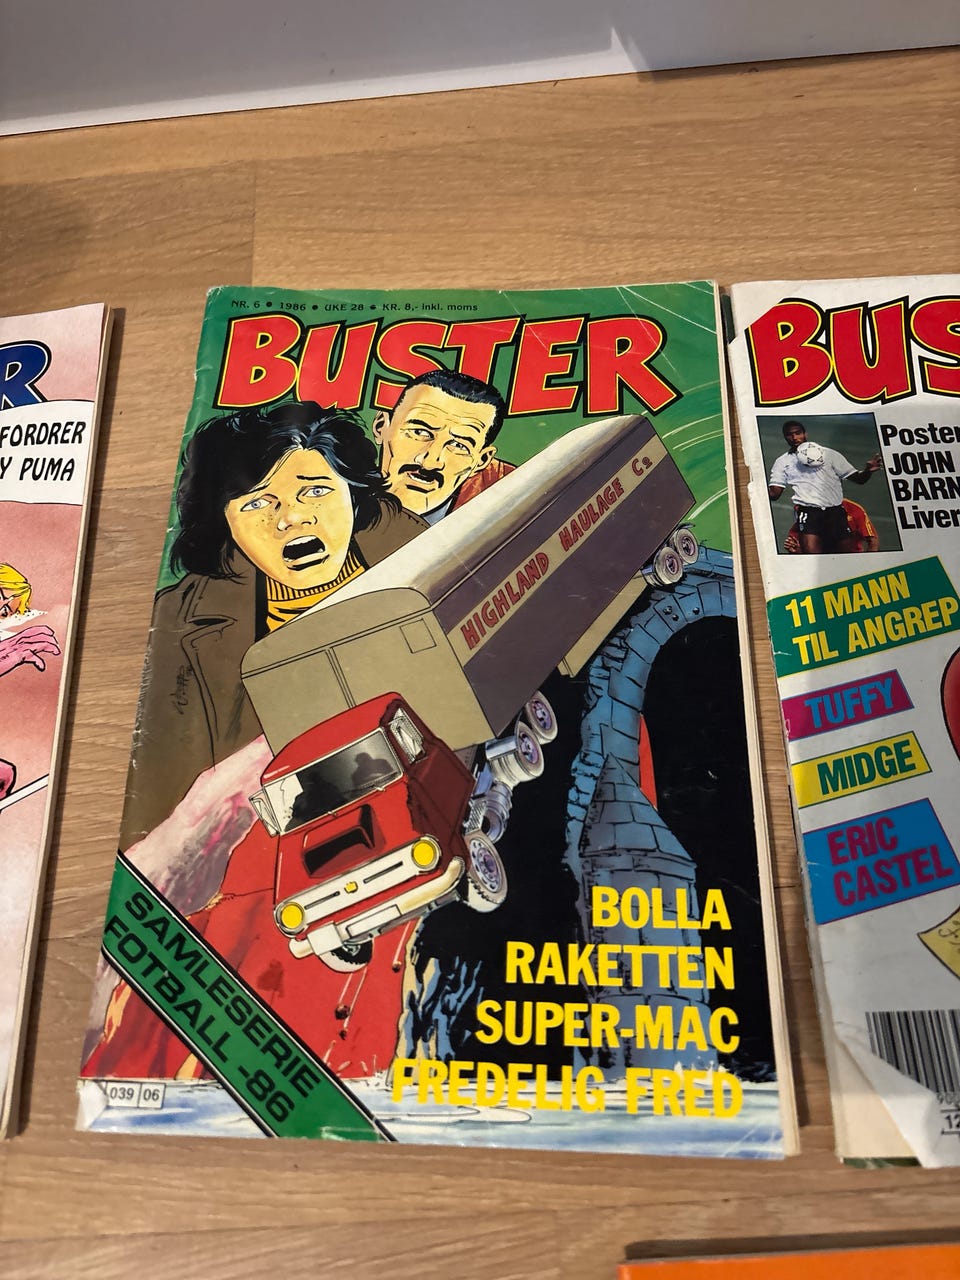 R
FORDRER
Y PUMA
NR. 6 • 1986 • UKE 28 • KR. 8,- inkl. moms
BUSTER
HIGHLAND HAULAGE Co
BOLLA
RAKETTEN
SUPER-MAC
FREDELIG FRED
SAMLESERIE
FOTBALL -86
039 06
BUS
Poster
JOHN
BARN
Liver
11 MANN
TIL ANGREP
TUFFY
MIDGE
ERIC
CASTEL
12